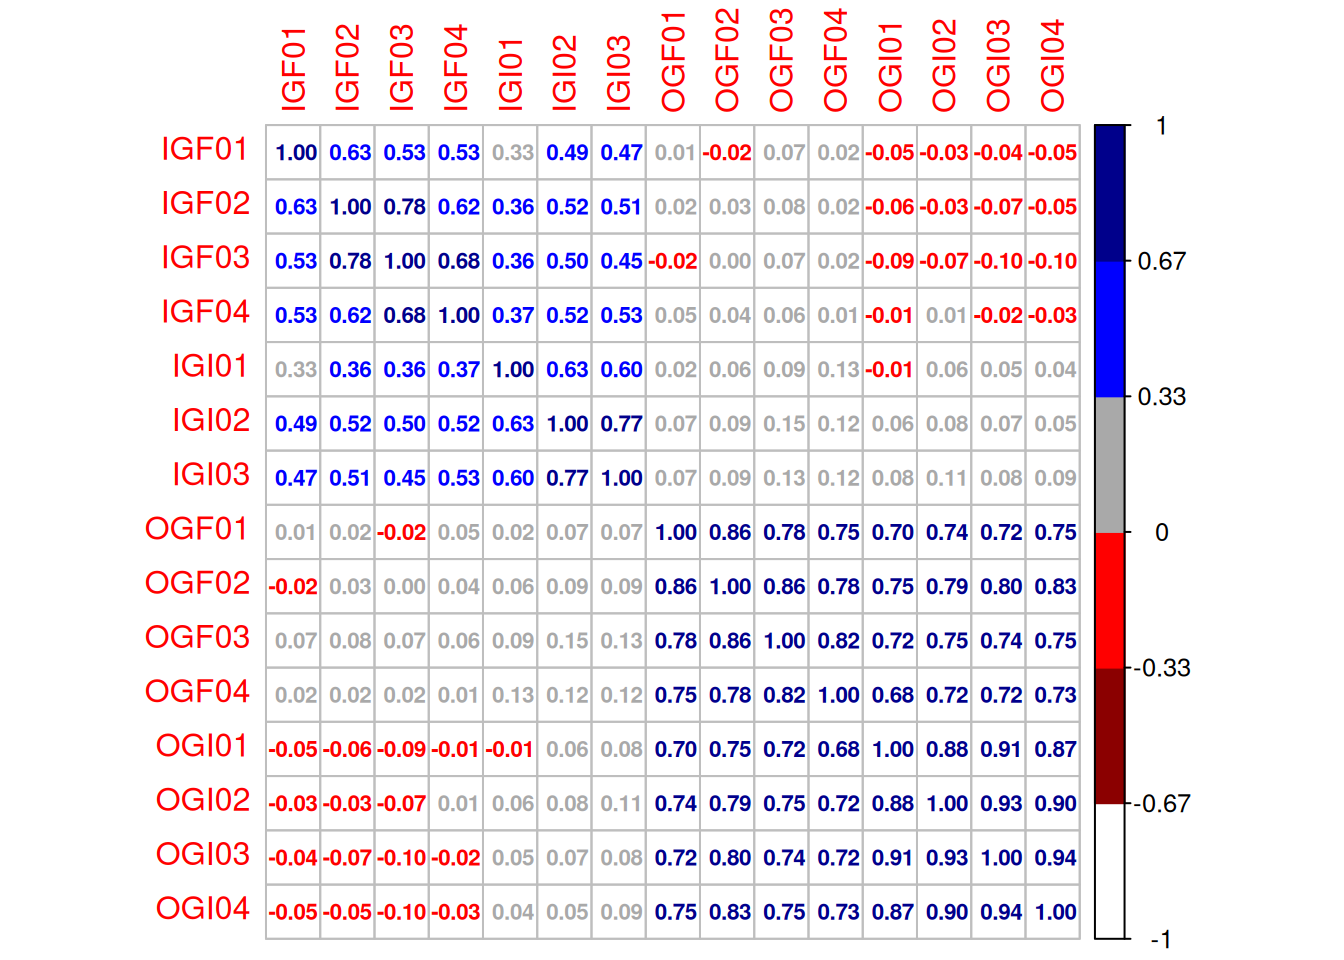 IGF01 IGF02 IGF03 IGF04 IGI01 IGI02 IGI03 OGF01 OGF02 OGF03 OGF04 OGI01 OGI02 OGI03 OGI04
IGF01 1.00 0.63 0.53 0.53 0.33 0.49 0.47 0.01 -0.02 0.07 0.02 -0.05 -0.03 -0.04 -0.05
IGF02 0.63 1.00 0.78 0.62 0.36 0.52 0.51 0.02 0.03 0.08 0.02 -0.06 -0.03 -0.07 -0.05
IGF03 0.53 0.78 1.00 0.68 0.36 0.50 0.45 -0.02 0.00 0.07 0.02 -0.09 -0.07 -0.10 -0.10
IGF04 0.53 0.62 0.68 1.00 0.37 0.52 0.53 0.05 0.04 0.06 0.01 -0.01 0.01 -0.02 -0.03
IGI01 0.33 0.36 0.36 0.37 1.00 0.63 0.60 0.02 0.06 0.09 0.13 -0.01 0.06 0.05 0.04
IGI02 0.49 0.52 0.50 0.52 0.63 1.00 0.77 0.07 0.09 0.15 0.12 0.06 0.08 0.07 0.05
IGI03 0.47 0.51 0.45 0.53 0.60 0.77 1.00 0.07 0.09 0.13 0.12 0.08 0.11 0.08 0.09
OGF01 0.01 0.02 -0.02 0.05 0.02 0.07 0.07 1.00 0.86 0.78 0.75 0.70 0.74 0.72 0.75
OGF02 -0.02 0.03 0.00 0.04 0.06 0.09 0.09 0.86 1.00 0.86 0.78 0.75 0.79 0.80 0.83
OGF03 0.07 0.08 0.07 0.06 0.09 0.15 0.13 0.78 0.86 1.00 0.82 0.72 0.75 0.74 0.75
OGF04 0.02 0.02 0.02 0.01 0.13 0.12 0.12 0.75 0.78 0.82 1.00 0.68 0.72 0.72 0.73
OGI01 -0.05 -0.06 -0.09 -0.01 -0.01 0.06 0.08 0.70 0.75 0.72 0.68 1.00 0.88 0.91 0.87
OGI02 -0.03 -0.03 -0.07 0.01 0.06 0.08 0.11 0.74 0.79 0.75 0.72 0.88 1.00 0.93 0.90
OGI03 -0.04 -0.07 -0.10 -0.02 0.05 0.07 0.08 0.72 0.80 0.74 0.72 0.91 0.93 1.00 0.94
OGI04 -0.05 -0.05 -0.10 -0.03 0.04 0.05 0.09 0.75 0.83 0.75 0.73 0.87 0.90 0.94 1.00
1
0.67
0.33
0
-0.33
-0.67
-1